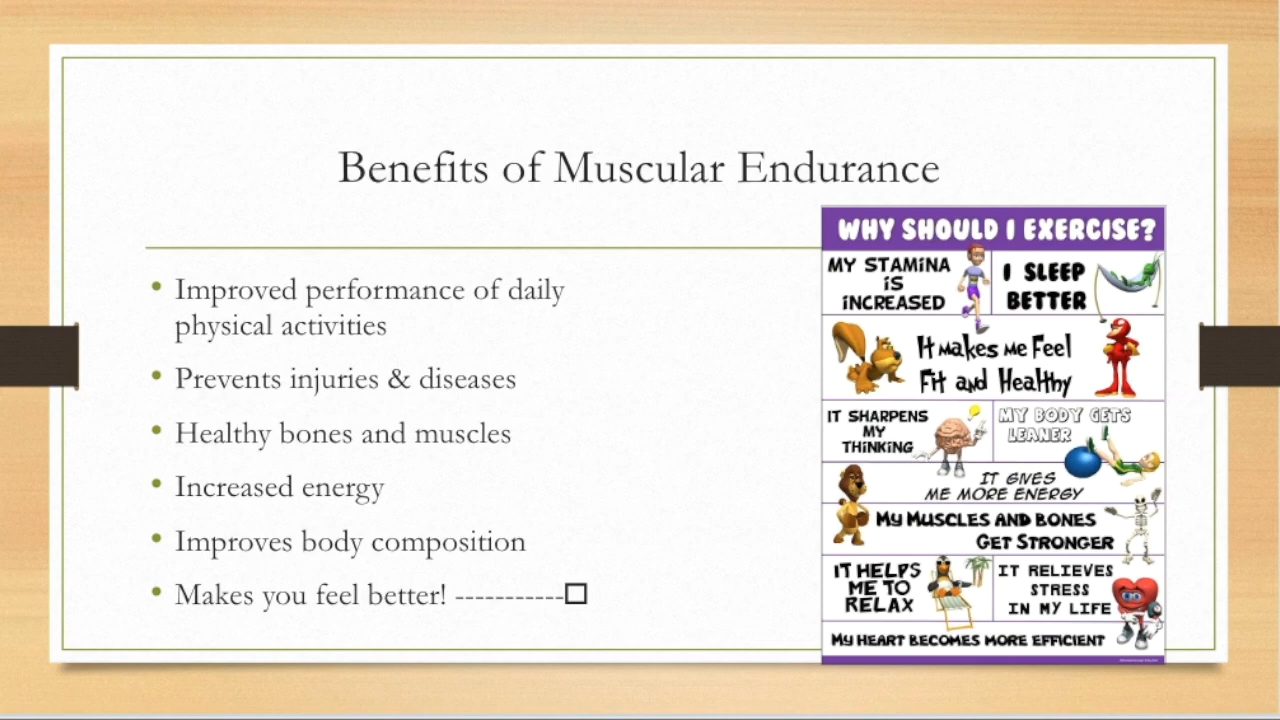 Benefits of Muscular Endurance
• Improved performance of daily
physical activities
• Prevents injuries & diseases
• Healthy bones and muscles
• Increased energy
• Improves body composition
• Makes you feel better! -----------□
WHY SHOULD I EXERCISE?
MY STAMINA
iS
iNCREASED
I SLEEP
BETTER
It makes me Feel
Fit and Healthy
IT SHARPENS
MY
THiNKiNG
MY BODY GETS
LEANER
IT GIVES
ME MORE ENERGY
MY MUSCLES AND BONES
GET STRONGER
IT HELPS
ME TO
RELAX
IT RELIEVES
STRESS
IN MY LIFE
MY HEART BECOMES MORE EFFICIENT